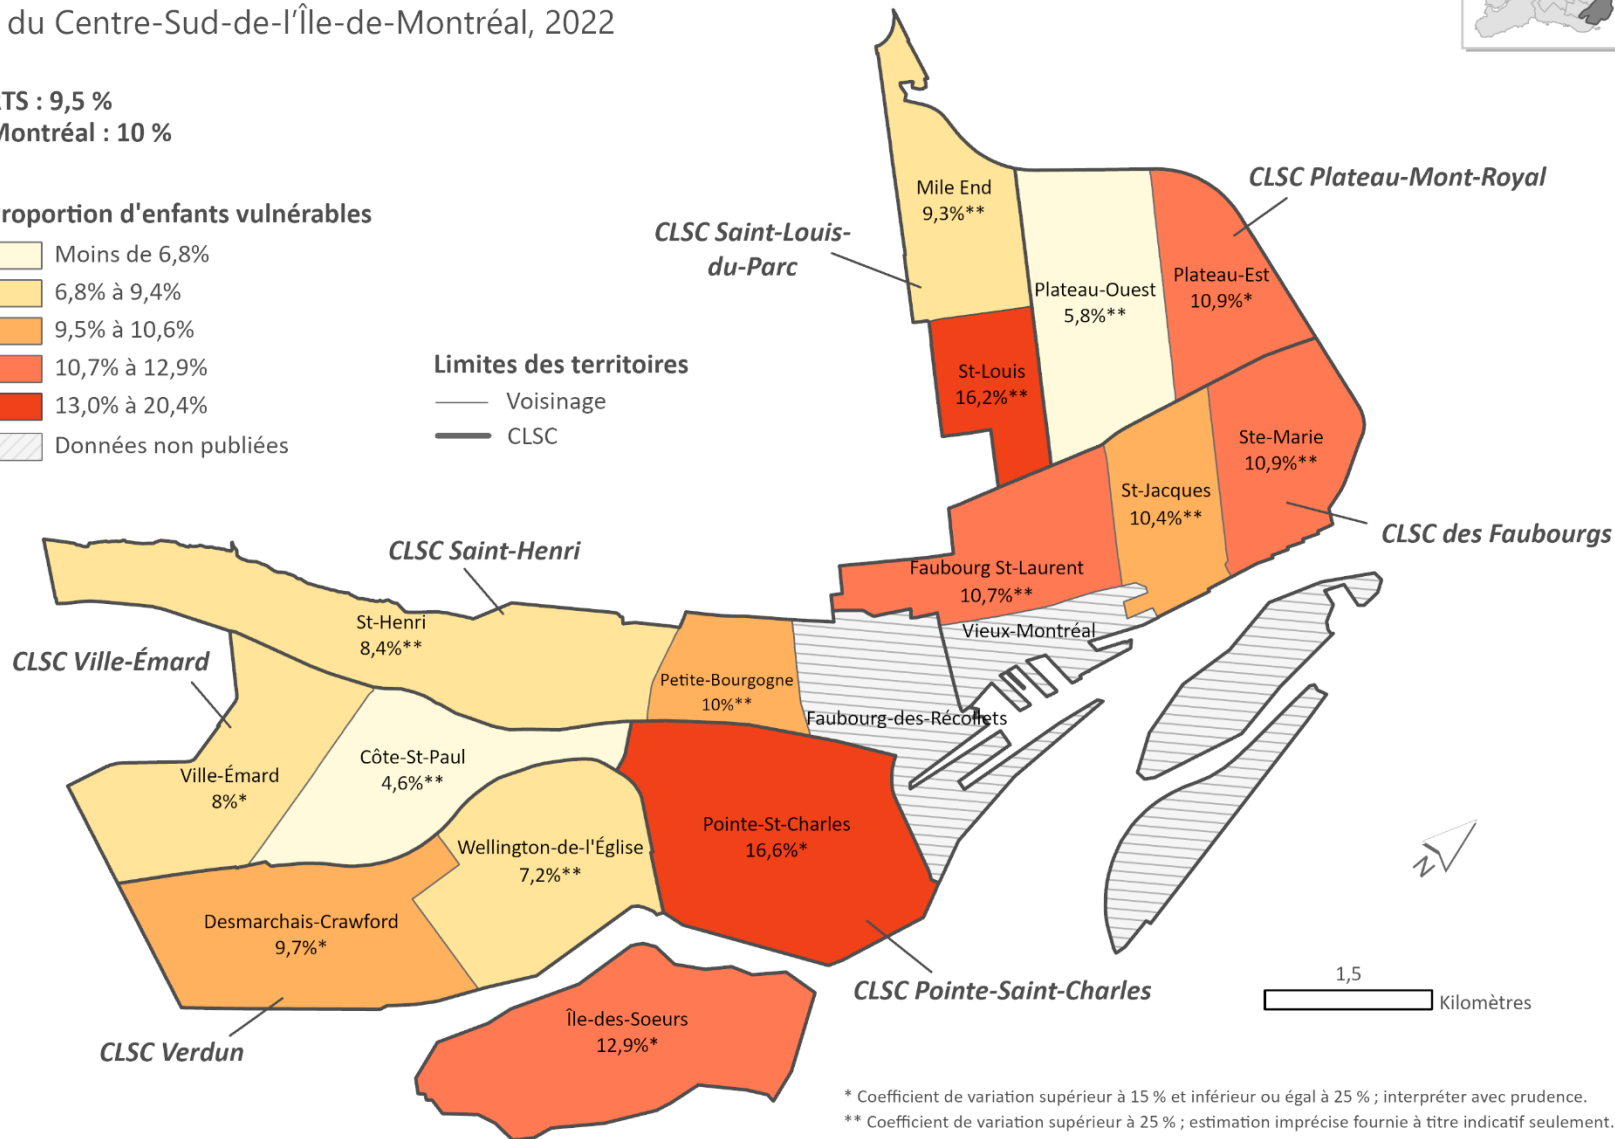 du Centre-Sud-de-l'Île-de-Montréal, 2022
TS : 9,5 %
Montréal : 10 %
roportion d'enfants vulnérables
Moins de 6,8%
6,8% à 9,4%
9,5% à 10,6%
10,7% à 12,9%
13,0% à 20,4%
Données non publiées
Limites des territoires
Voisinage
CLSC
CLSC Saint-Louis-
du-Parc
Mile End
9,3%**
CLSC Plateau-Mont-Royal
Plateau-Ouest
5,8%**
Plateau-Est
10,9%*
St-Louis
16,2%**
Ste-Marie
10,9%**
St-Jacques
10,4%**
CLSC des Faubourgs
Faubourg St-Laurent
10,7%**
Vieux-Montréal
CLSC Saint-Henri
St-Henri
8,4%**
CLSC Ville-Émard
Petite-Bourgogne
10%**
Faubourg-des-Récollets
Ville-Émard
8%*
Côte-St-Paul
4,6%**
Wellington-de-l'Église
7,2%**
Pointe-St-Charles
16,6%*
Desmarchais-Crawford
9,7%*
CLSC Verdun
Île-des-Soeurs
12,9%*
CLSC Pointe-Saint-Charles
N
1,5
Kilomètres
* Coefficient de variation supérieur à 15 % et inférieur ou égal à 25 % ; interpréter avec prudence.
** Coefficient de variation supérieur à 25 % ; estimation imprécise fournie à titre indicatif seulement.